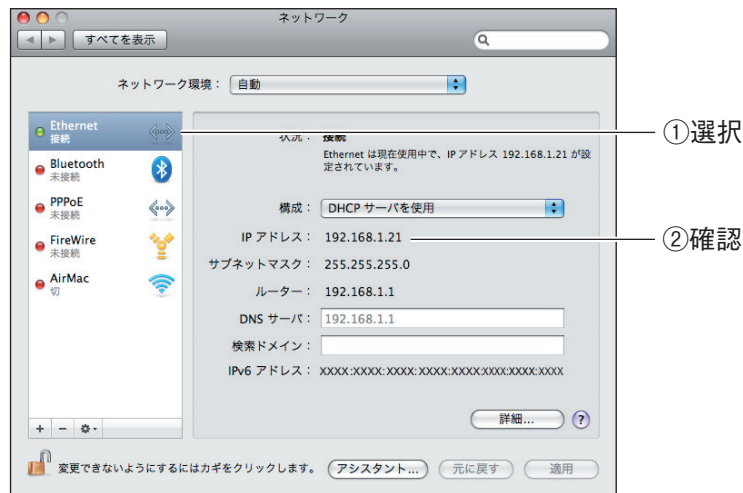 ネットワーク
すべてを表示
ネットワーク環境： 自動
Ethernet
接続
Bluetooth
未接続
PPPoE
未接続
FireWire
未接続
AirMac
切
状況： 接続
Ethernet は現在使用中で、IP アドレス 192.168.1.21 が設
定されています。
構成： DHCP サーバを使用
IP アドレス： 192.168.1.21
サブネットマスク： 255.255.255.0
ルーター： 192.168.1.1
DNS サーバ： 192.168.1.1
検索ドメイン：
IPv6 アドレス： XXXX:XXXX:XXXX:XXXX:XXXX:XXXX:XXXX:XXXX
詳細... ?
+ −
変更できないようにするにはカギをクリックします。 アシスタント... 元に戻す 適用
①選択
②確認